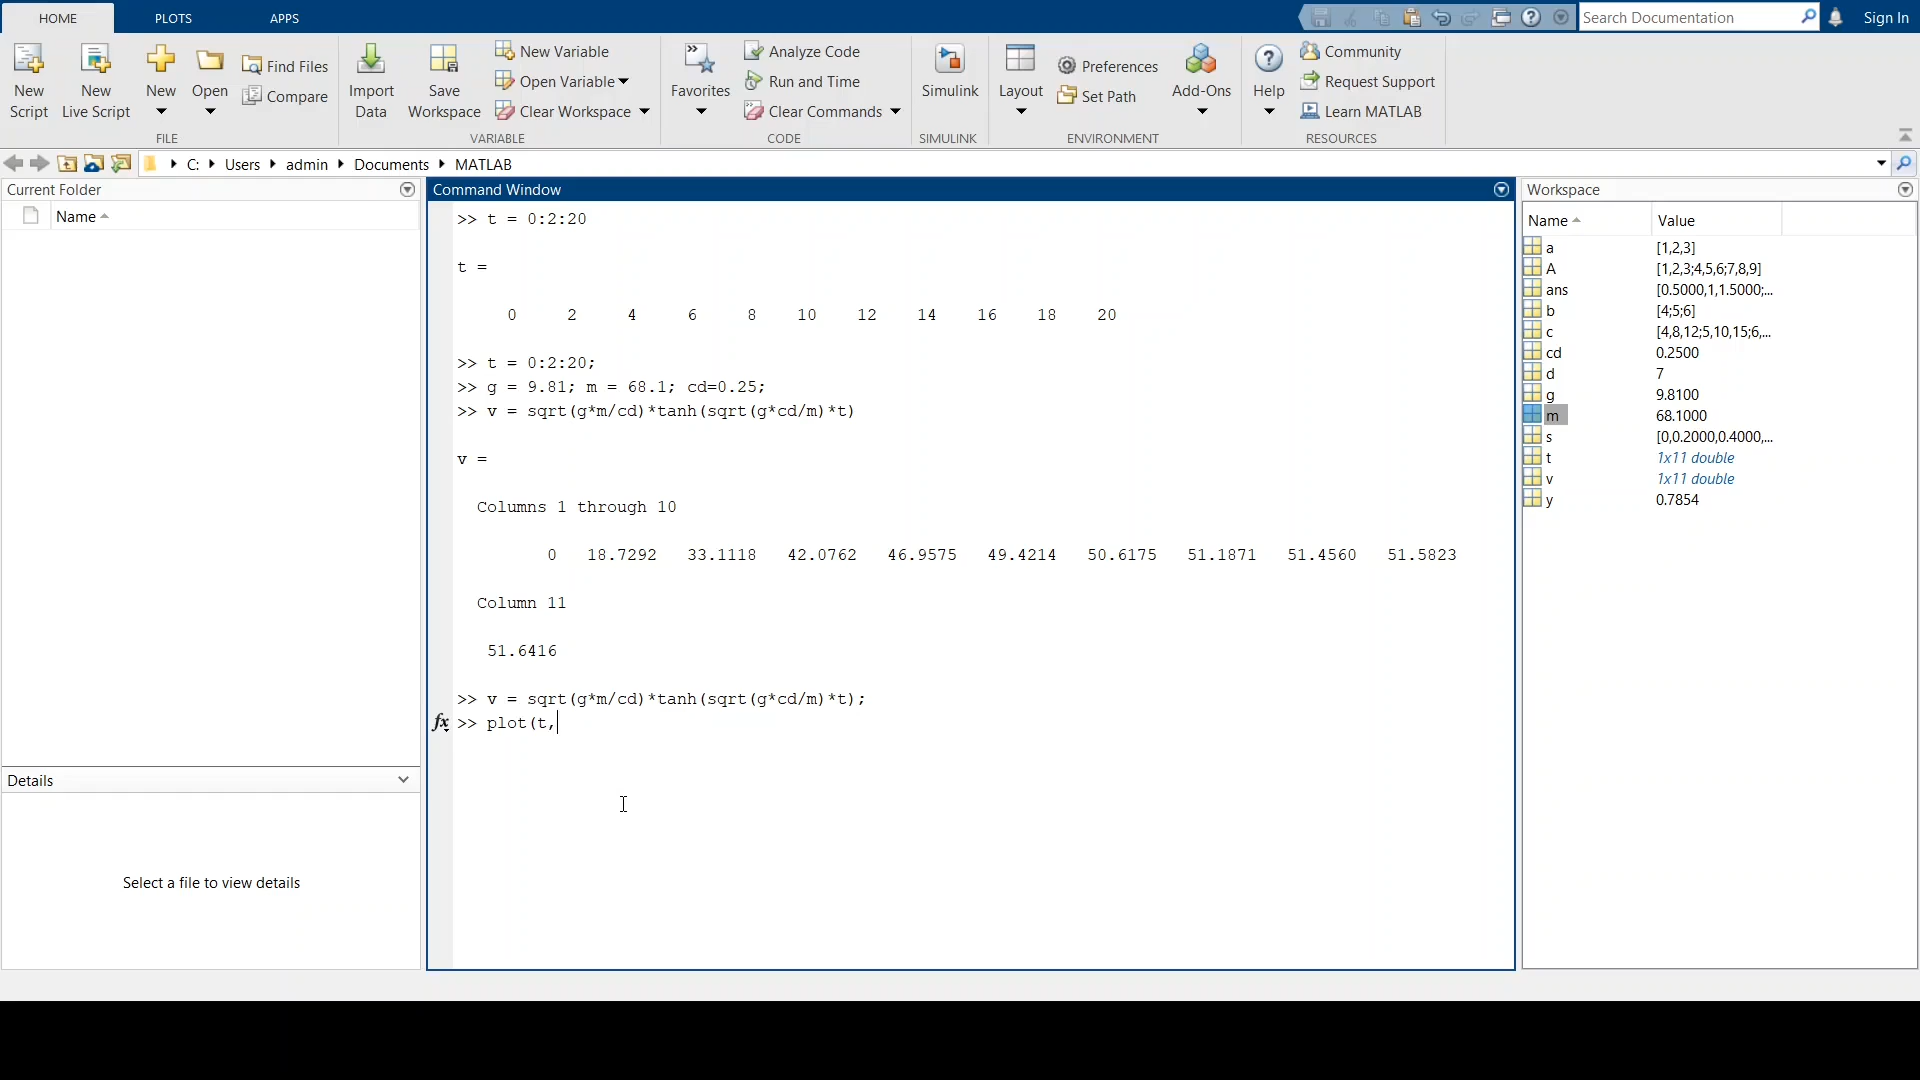 HOME PLOTS APPS
Search Documentation Sign In
New Script
New Live Script
New
Open
Find Files
Compare
FILE
Import Data
Save Workspace
New Variable
Open Variable
Clear Workspace
VARIABLE
Favorites
Analyze Code
Run and Time
Clear Commands
CODE
Simulink
SIMULINK
Layout
Preferences
Set Path
Add-Ons
ENVIRONMENT
Help
Community
Request Support
Learn MATLAB
RESOURCES
C: Users admin Documents MATLAB
Current Folder
Name
Details
Select a file to view details
Command Window
>> t = 0:2:20
t =
0 2 4 6 8 10 12 14 16 18 20
>> t = 0:2:20;
>> g = 9.81; m = 68.1; cd=0.25;
>> v = sqrt(g*m/cd)*tanh(sqrt(g*cd/m)*t)
v =
Columns 1 through 10
0 18.7292 33.1118 42.0762 46.9575 49.4214 50.6175 51.1871 51.4560 51.5823
Column 11
51.6416
>> v = sqrt(g*m/cd)*tanh(sqrt(g*cd/m)*t);
fx >> plot(t,
Workspace
Name Value
a [1,2,3]
A [1,2,3;4,5,6;7,8,9]
ans [0.5000,1,1.5000;...
b [4;5;6]
c [4,8,12;5,10,15;6,...
cd 0.2500
d 7
g 9.8100
m 68.1000
s [0,0.2000,0.4000,...
t 1x11 double
v 1x11 double
y 0.7854